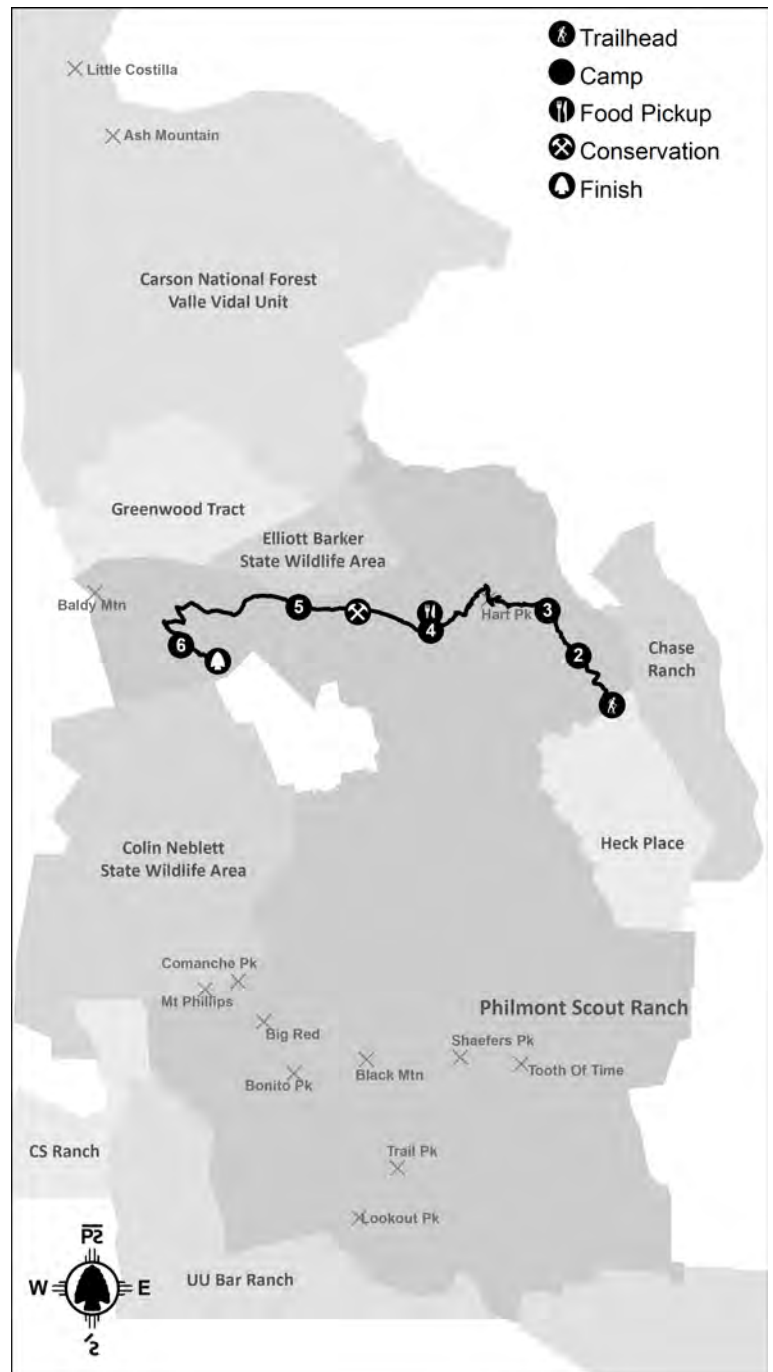 Trailhead
Camp
Food Pickup
Conservation
Finish
Little Costilla
Ash Mountain
Carson National Forest
Valle Vidal Unit
Greenwood Tract
Elliott Barker
State Wildlife Area
Baldy Mtn
Hart Pk
5
4
3
2
6
Chase
Ranch
Heck Place
Colin Neblett
State Wildlife Area
Comanche Pk
Mt Phillips
Big Red
Bonito Pk
Philmont Scout Ranch
Shaefers Pk
Black Mtn
Tooth Of Time
CS Ranch
Trail Pk
Lookout Pk
UU Bar Ranch
W
E